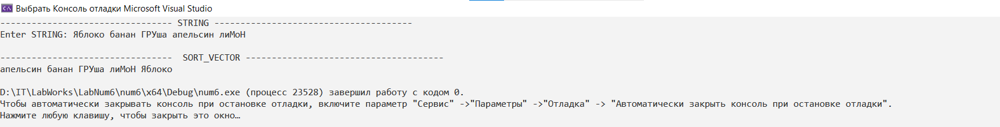 Выбрать Консоль отладки Microsoft Visual Studio
--------------------------------- STRING --------------------------------------
Enter STRING: Яблоко банан ГРУша апельсин лиМоН
---------------------------------  SORT_VECTOR --------------------------------------
апельсин банан ГРУша лиМоН Яблоко
D:\IT\LabWorks\LabNum6\num6\x64\Debug\num6.exe (процесс 23528) завершил работу с кодом 0.
Чтобы автоматически закрывать консоль при остановке отладки, включите параметр "Сервис" ->"Параметры" ->"Отладка" -> "Автоматически закрыть консоль при остановке отладки".
Нажмите любую клавишу, чтобы закрыть это окно…